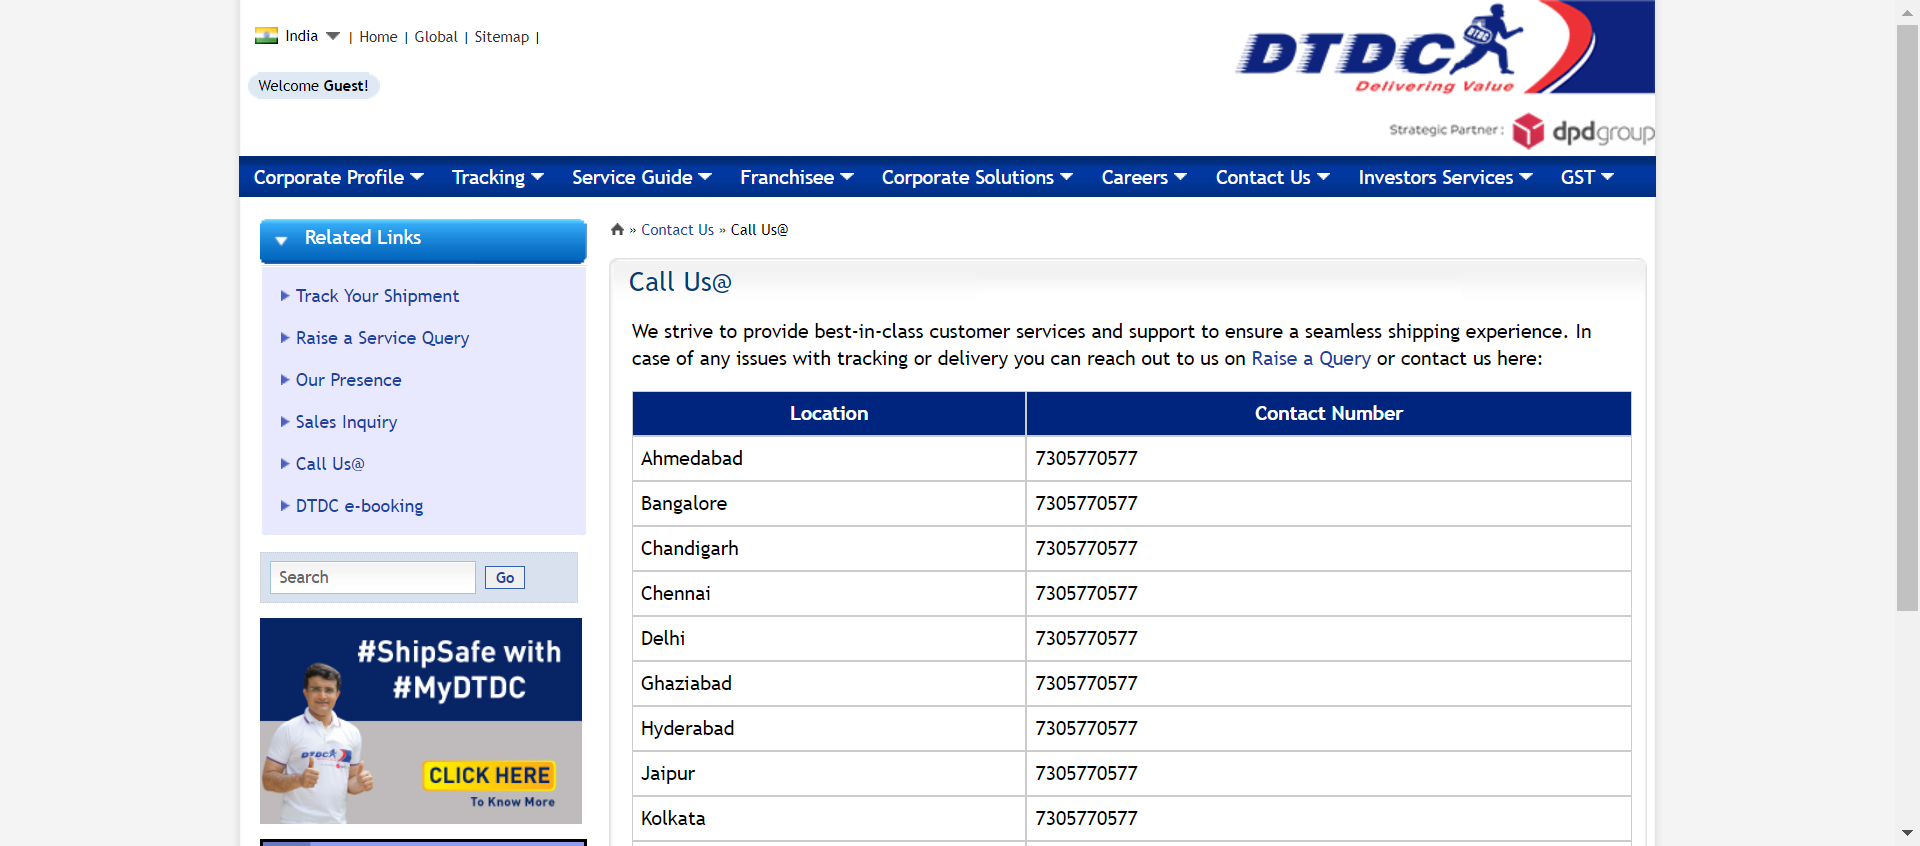 India | Home | Global | Sitemap |
Welcome Guest!
DTDC
DTDC
Delivering Value
Strategic Partner : dpdgroup
Corporate Profile Tracking Service Guide Franchisee Corporate Solutions Careers Contact Us Investors Services GST
Related Links
Track Your Shipment
Raise a Service Query
Our Presence
Sales Inquiry
Call Us@
DTDC e-booking
Search Go
#ShipSafe with
#MyDTDC
DTDC
CLICK HERE
To Know More
» Contact Us » Call Us@
Call Us@
We strive to provide best-in-class customer services and support to ensure a seamless shipping experience. In
case of any issues with tracking or delivery you can reach out to us on Raise a Query or contact us here:
Location Contact Number
Ahmedabad 7305770577
Bangalore 7305770577
Chandigarh 7305770577
Chennai 7305770577
Delhi 7305770577
Ghaziabad 7305770577
Hyderabad 7305770577
Jaipur 7305770577
Kolkata 7305770577